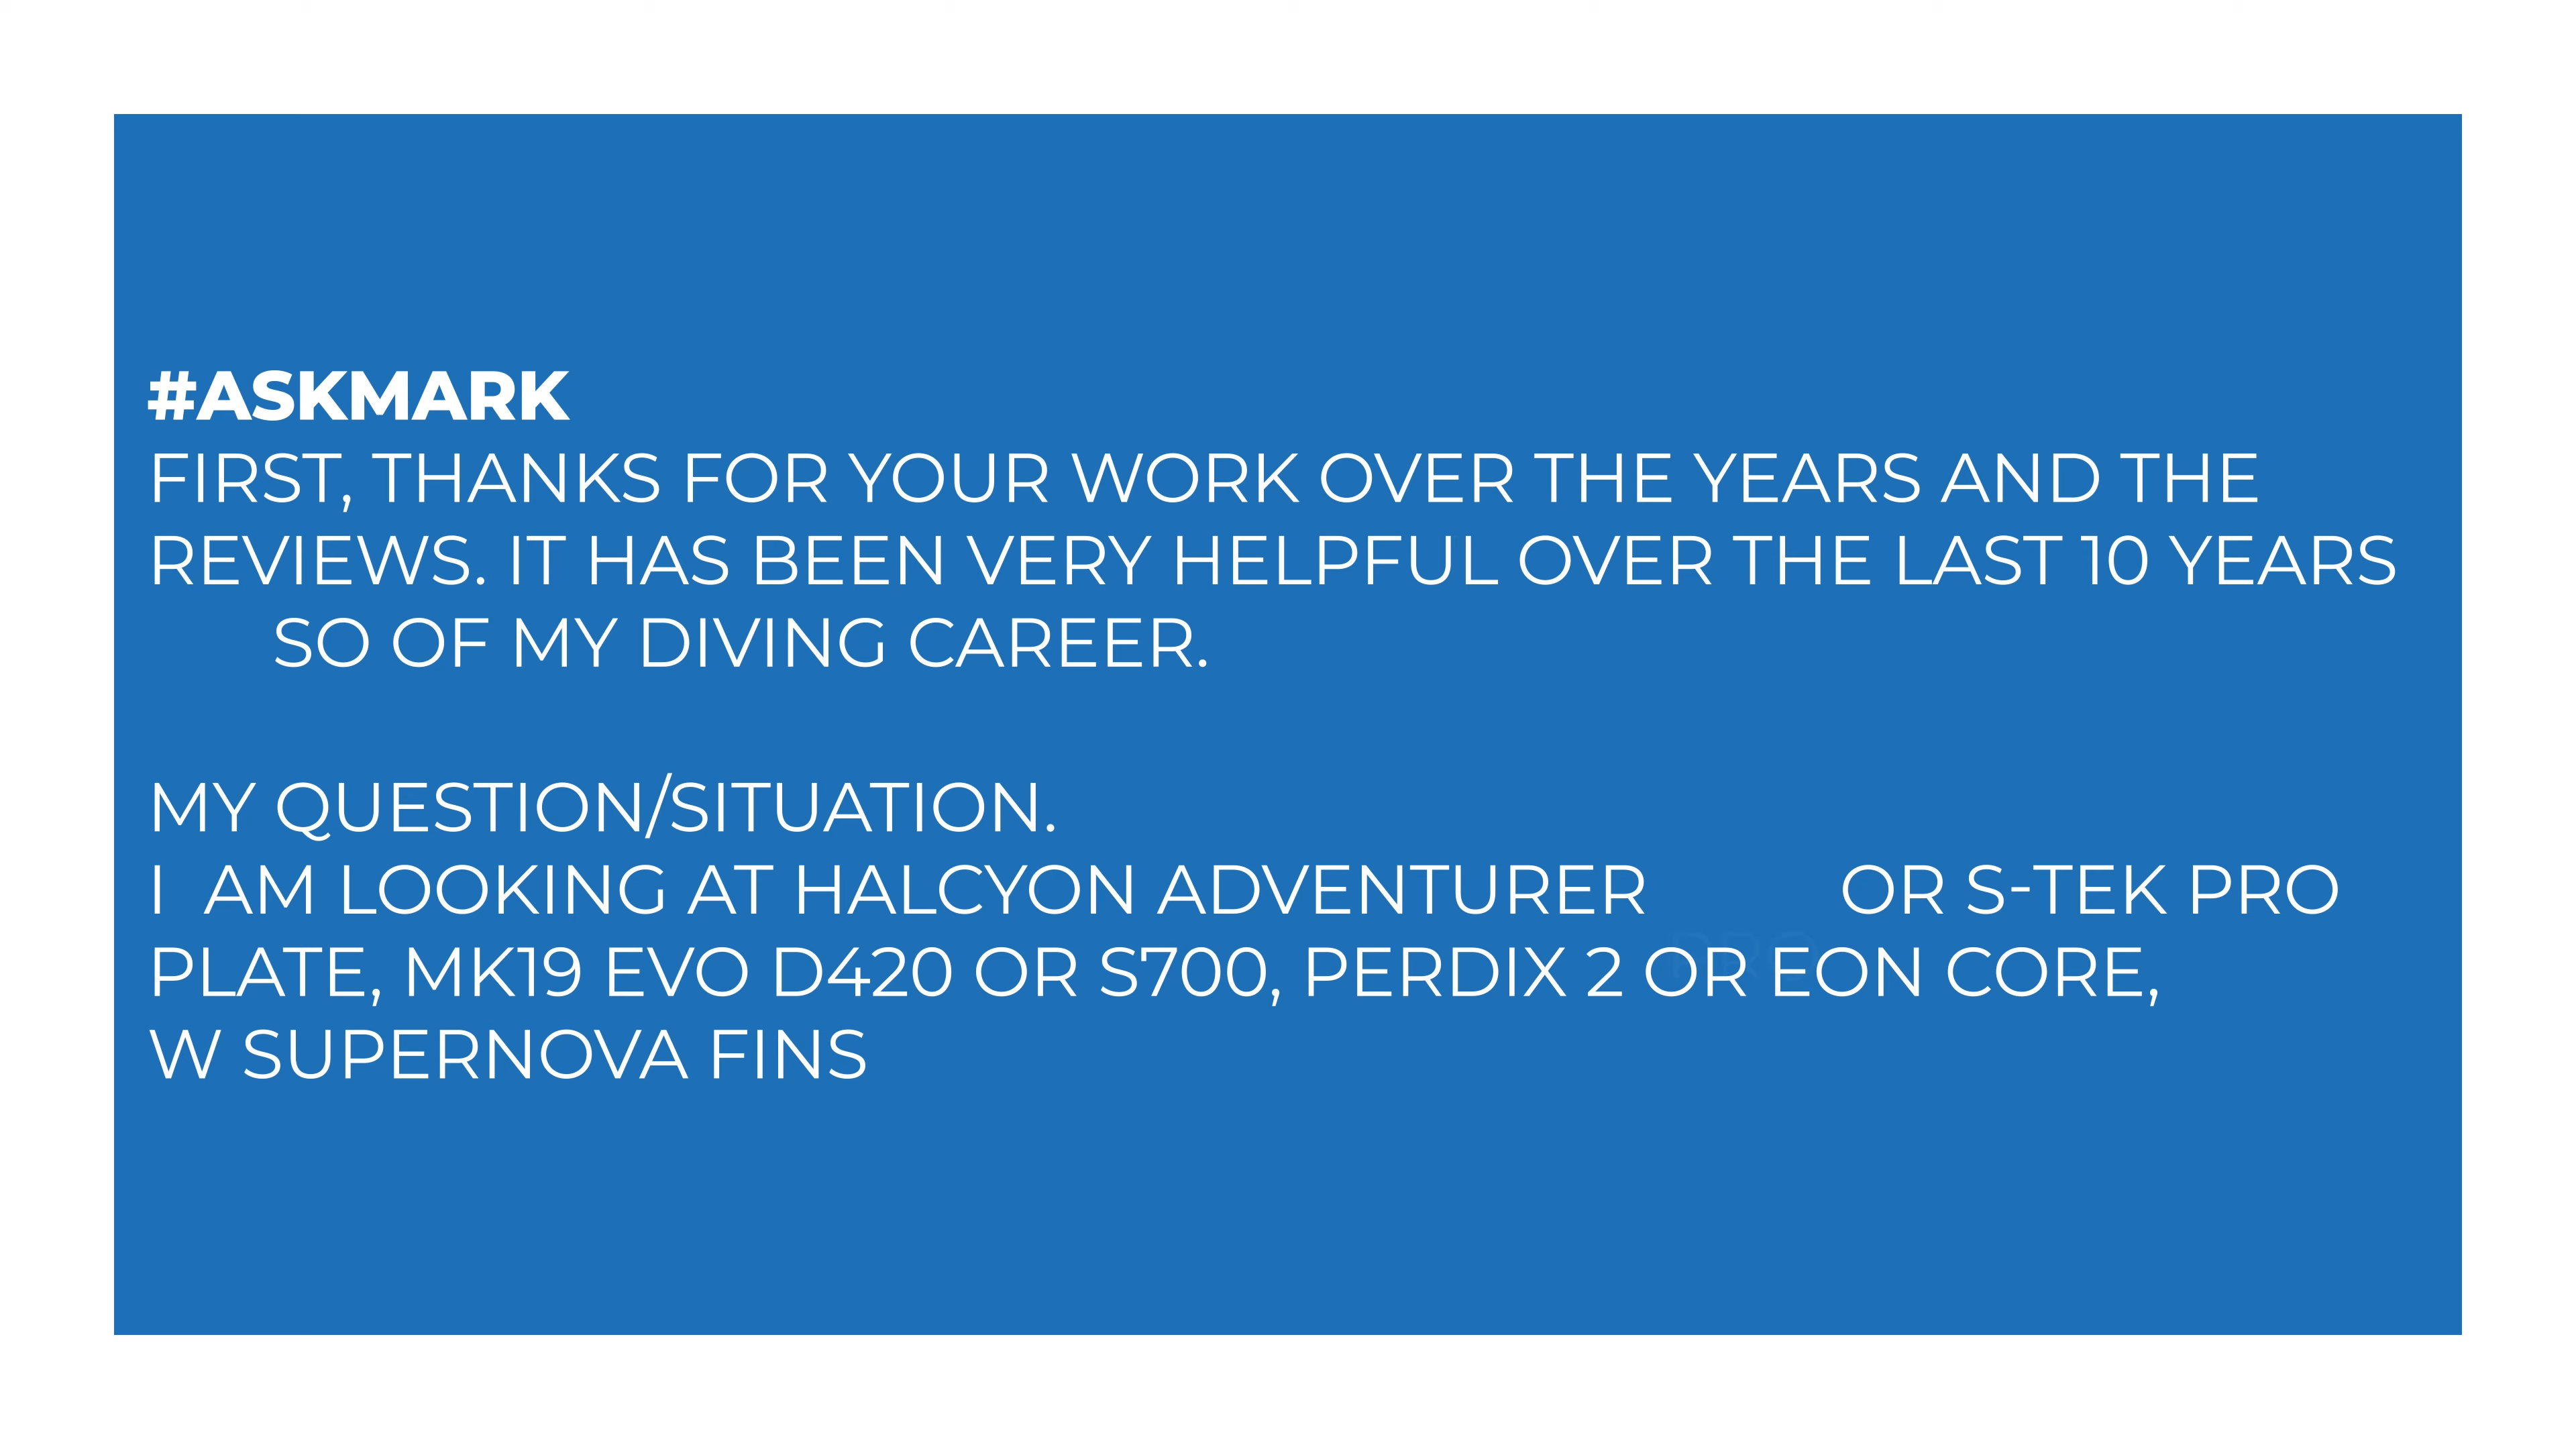 #ASKMARK
FIRST, THANKS FOR YOUR WORK OVER THE YEARS AND THE
REVIEWS. IT HAS BEEN VERY HELPFUL OVER THE LAST 10 YEARS
SO OF MY DIVING CAREER.
MY QUESTION/SITUATION.
I AM LOOKING AT HALCYON ADVENTURER OR S-TEK PRO
PLATE, MK19 EVO D420 OR S700, PERDIX 2 OR EON CORE,
W SUPERNOVA FINS